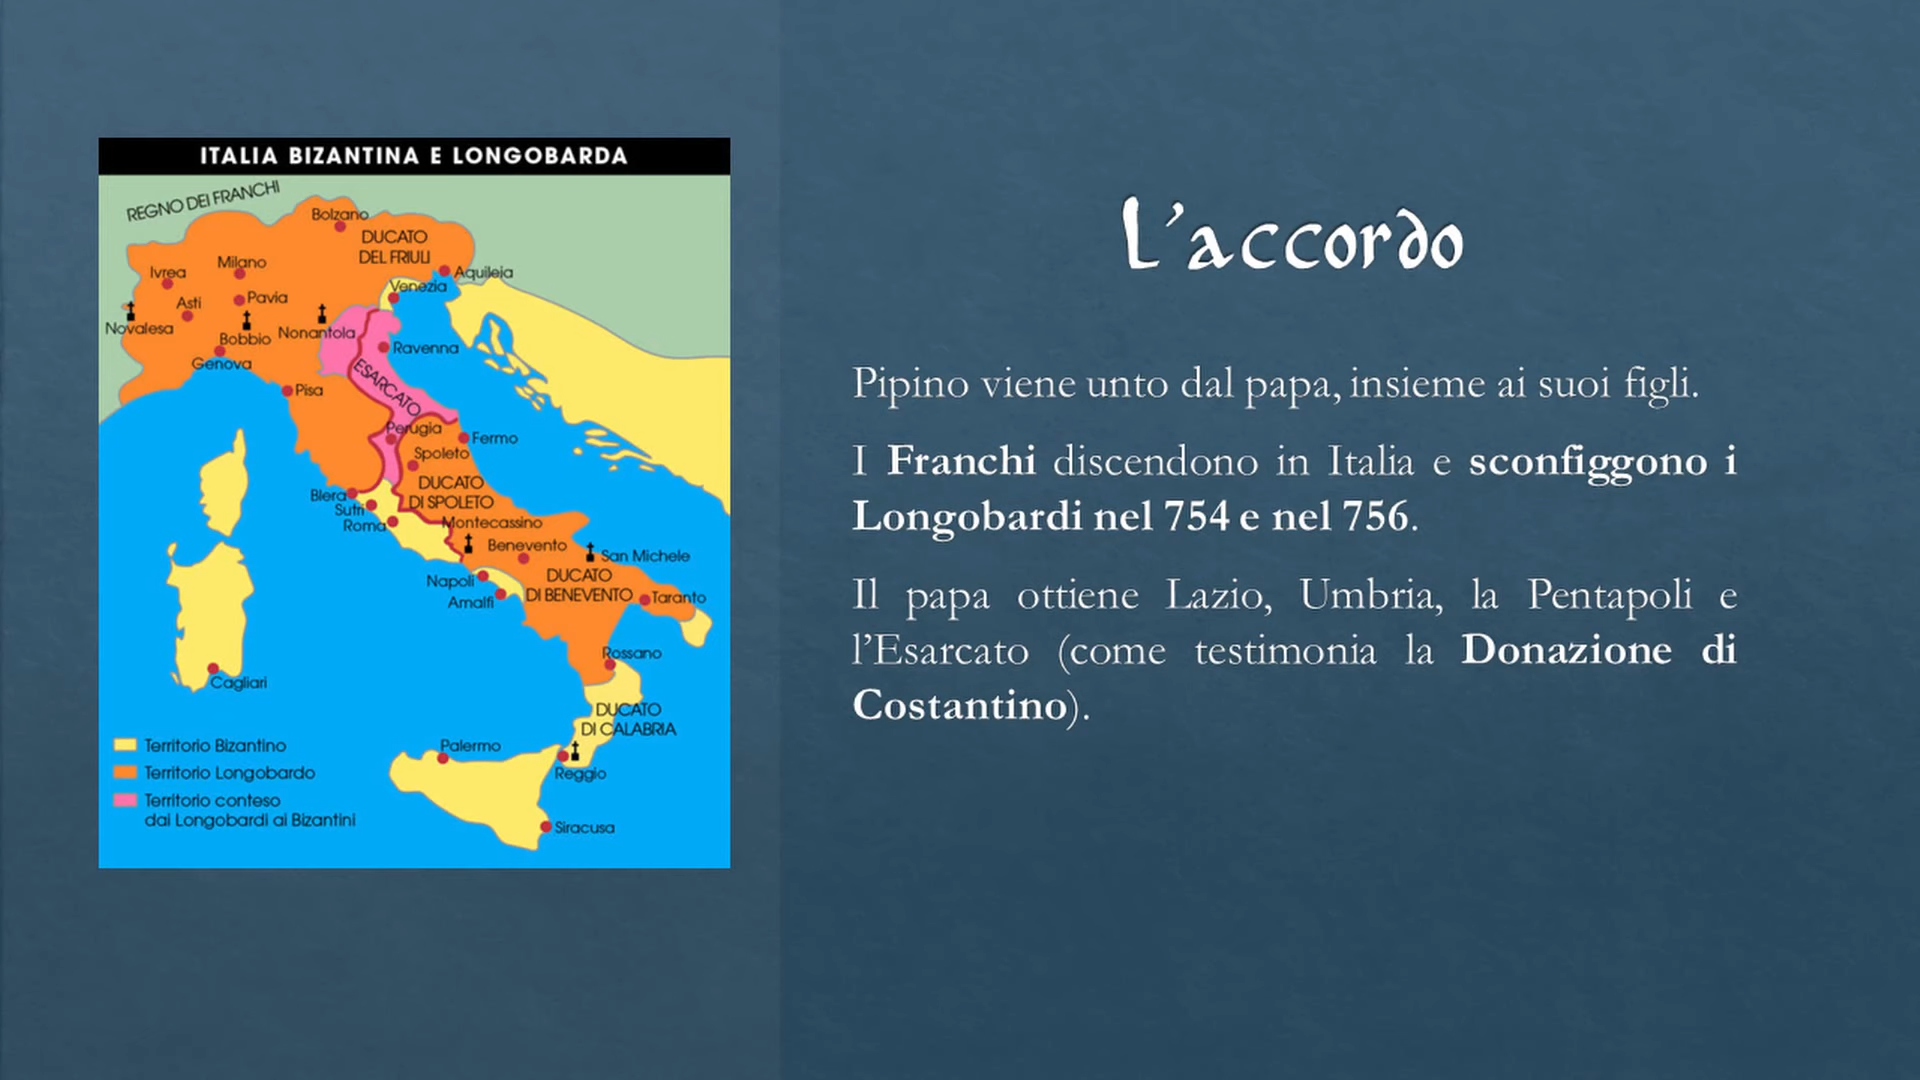 ITALIA BIZANTINA E LONGOBARDA
REGNO DEI FRANCHI
Bolzano
DUCATO
DEL FRIULI
Milano
Ivrea
Aquileia
Venezia
Asti
Pavia
Novalesa
Bobbio
Nonantola
Ravenna
Genova
ESARCATO
Pisa
Perugia
Fermo
Spoleto
DUCATO
DI SPOLETO
Blera
Sutri
Roma
Montecassino
Benevento
San Michele
Napoli
DUCATO
DI BENEVENTO
Amalfi
Taranto
Rossano
Cagliari
DUCATO
DI CALABRIA
Palermo
Reggio
Siracusa
Territorio Bizantino
Territorio Longobardo
Territorio conteso
dai Longobardi ai Bizantini
L'accordo
Pipino viene unto dal papa, insieme ai suoi figli.
I Franchi discendono in Italia e sconfiggono i
Longobardi nel 754 e nel 756.
Il papa ottiene Lazio, Umbria, la Pentapoli e
l'Esarcato (come testimonia la Donazione di
Costantino).